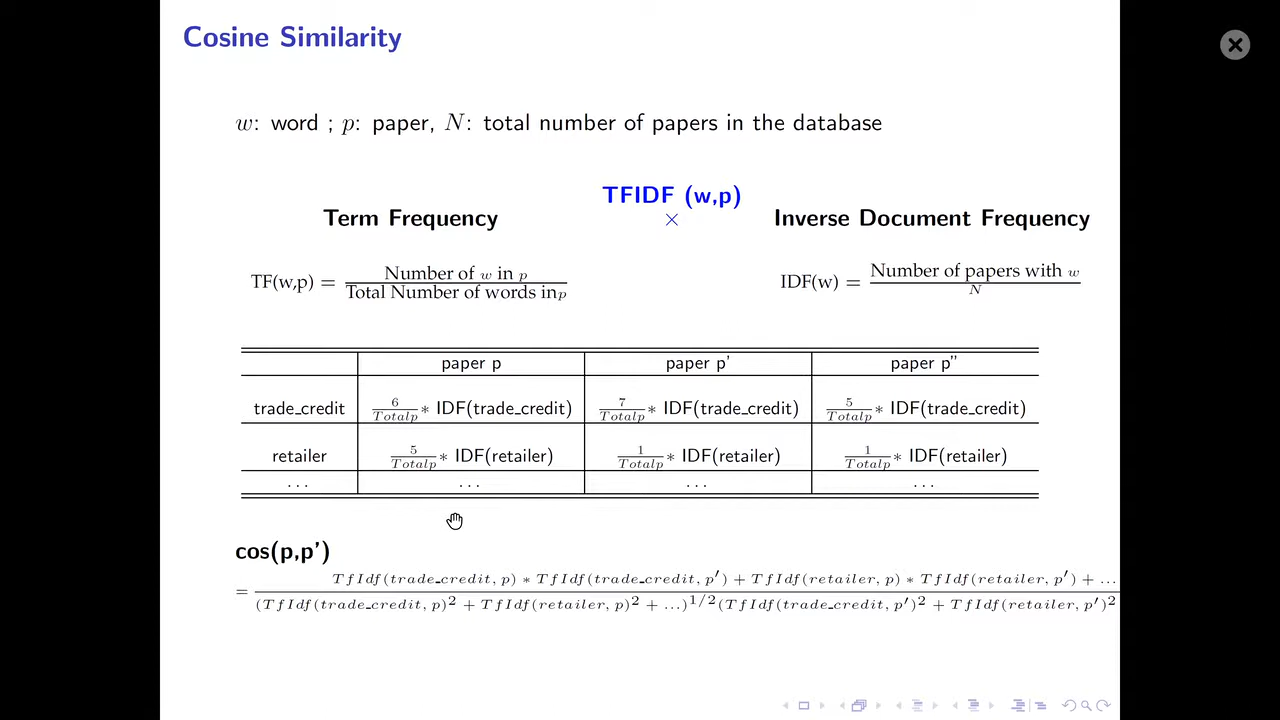 Cosine Similarity
w: word ; p: paper, N: total number of papers in the database
TFIDF (w,p)
Term Frequency × Inverse Document Frequency
TF(w,p) = Number of w in p / Total Number of words in p
IDF(w) = Number of papers with w / N
paper p paper p' paper p"
trade_credit 6/Totalp * IDF(trade_credit) 7/Totalp * IDF(trade_credit) 5/Totalp * IDF(trade_credit)
retailer 5/Totalp * IDF(retailer) 1/Totalp * IDF(retailer) 1/Totalp * IDF(retailer)
... ... ... ...
cos(p,p')
= TfIdf(trade_credit, p) * TfIdf(trade_credit, p′) + TfIdf(retailer, p) * TfIdf(retailer, p′) + ...
(TfIdf(trade_credit, p)2 + TfIdf(retailer, p)2 + ...)1/2(TfIdf(trade_credit, p′)2 + TfIdf(retailer, p′)2